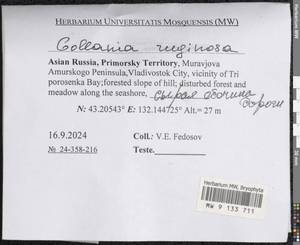 HERBARIUM UNIVERSITATIS MOSQUENSIS (MW)
Collania ruginosa
Asian Russia, Primorsky Territory, Muravjova
Amurskogo Peninsula, Vladivostok City, vicinity of Tri
porosenka Bay; forested slope of hill; disturbed forest and
meadow along the seashore, сырая обочина
дороги
N: 43.20543° E: 132.144725° Alt.= 27 m
16.9.2024 Coll.: V.E. Fedosov
№ 24-358-216 Teste.
Herbarium MW, Bryophyta
MW 9 133 711